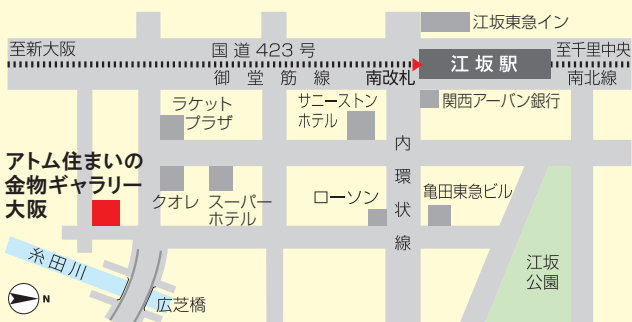 江坂東急イン
至新大阪
国道423号
至千里中央
江坂駅
御堂筋線
南改札
南北線
ラケット
プラザ
サニーストン
ホテル
関西アーバン銀行
内環状線
アトム住まいの
金物ギャラリー
大阪
クオレ
スーパー
ホテル
ローソン
亀田東急ビル
糸田川
江坂
公園
広芝橋
N